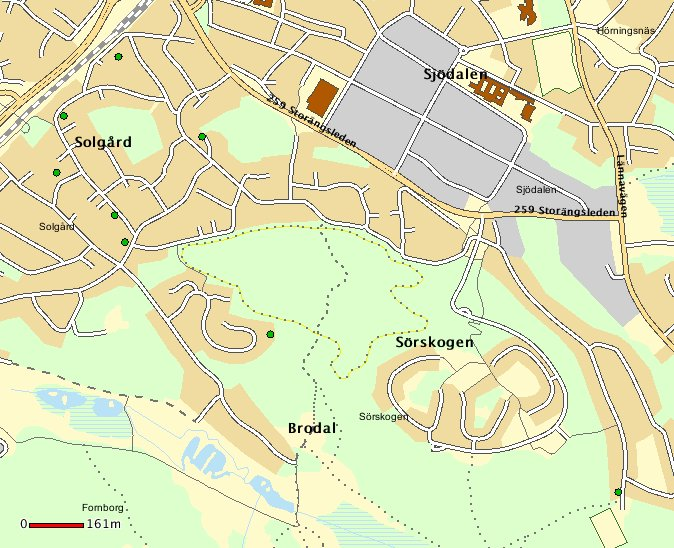 Hörningsnäs
Sjödalen
259 Storängsleden
Solgård
Lännavägen
Sjödalen
259 Storängsleden
Solgård
Sörskogen
Sörskogen
Brodal
Fornborg
0 161m